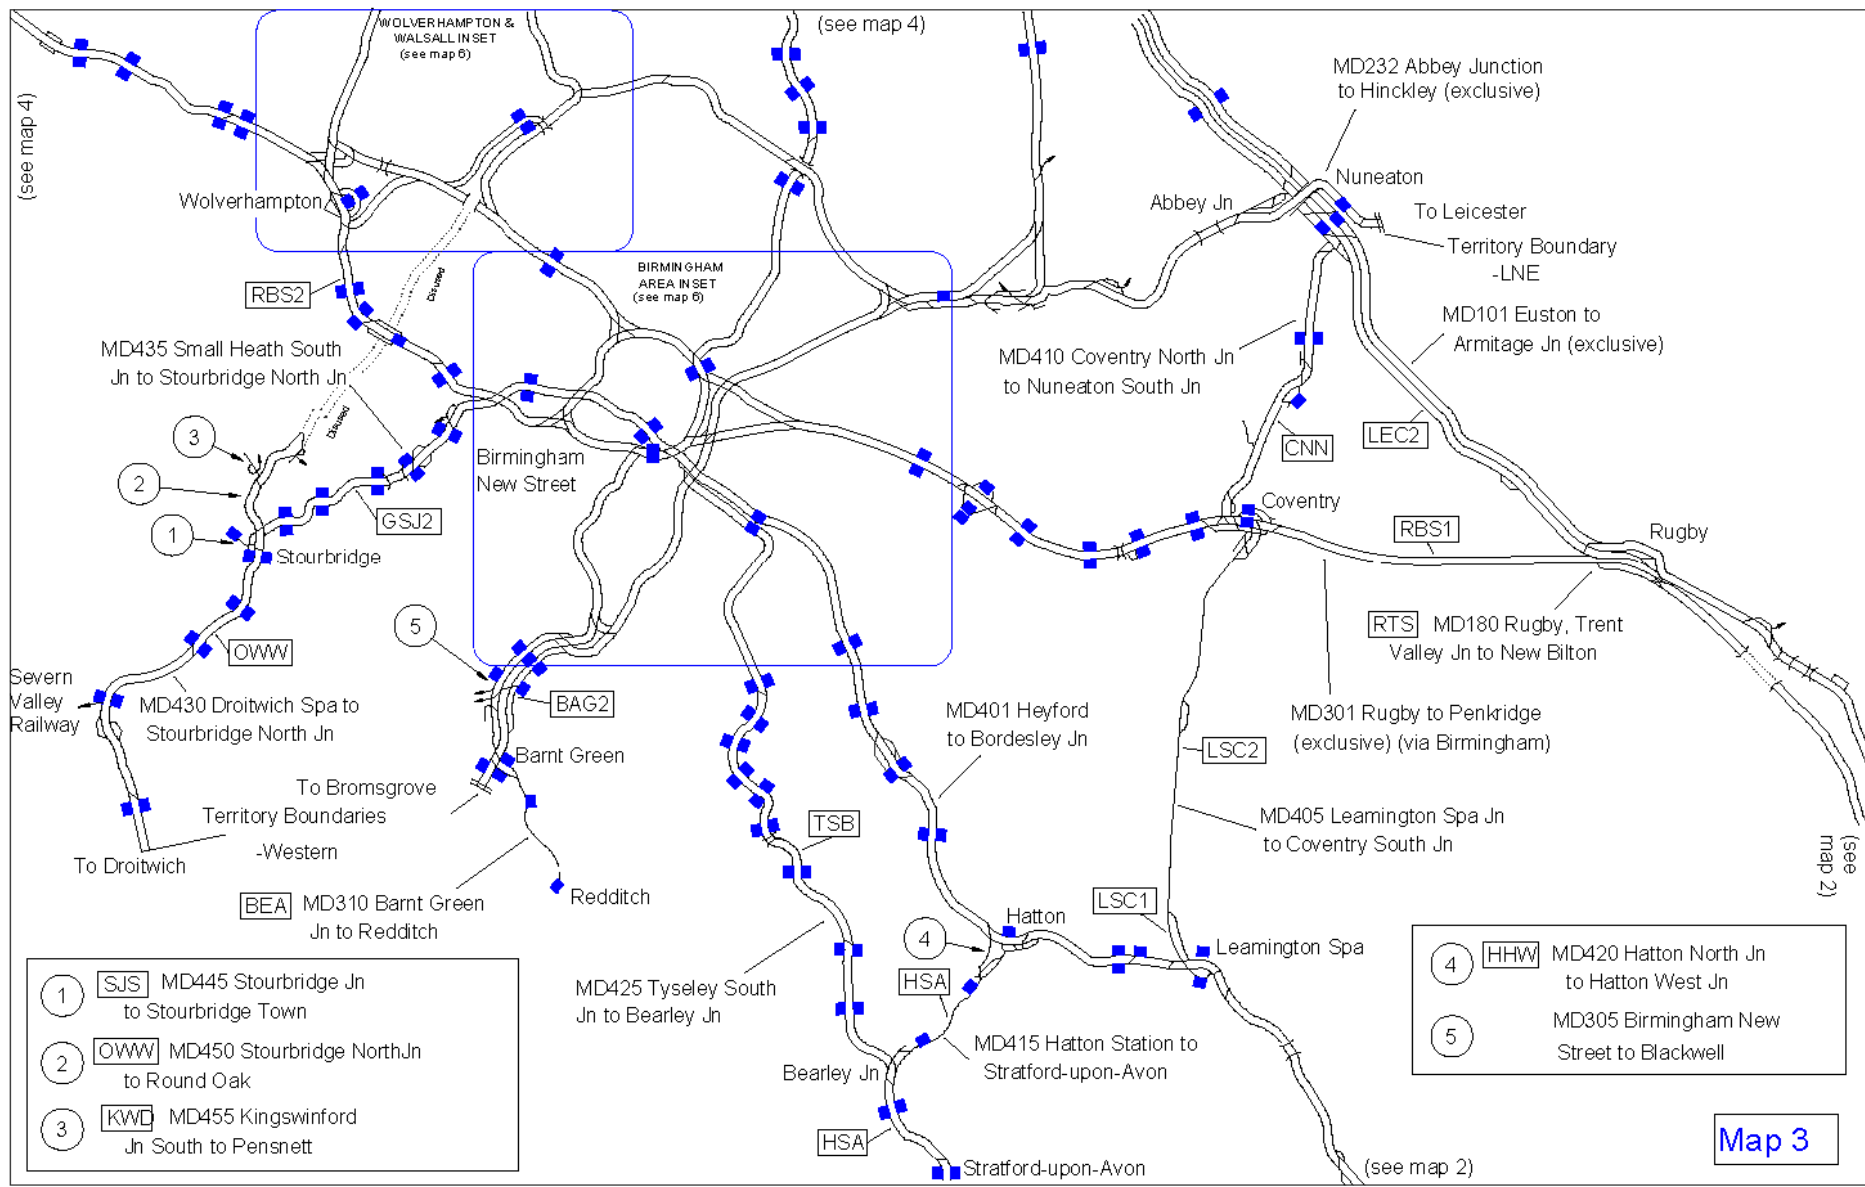 WOLVERHAMPTON &
WALSALL INSET
(see map 6)
(see map 4)
(see map 4)
MD232 Abbey Junction
to Hinckley (exclusive)
Nuneaton
Abbey Jn
To Leicester
Territory Boundary
-LNE
Wolverhampton
RBS2
Disused
BIRMINGHAM
AREA INSET
(see map 6)
MD435 Small Heath South
Jn to Stourbridge North Jn
Disused
MD410 Coventry North Jn
to Nuneaton South Jn
MD101 Euston to
Armitage Jn (exclusive)
LEC2
CNN
3
2
1
Birmingham
New Street
GSJ2
Stourbridge
Coventry
RBS1
Rugby
OWW
5
RTS MD180 Rugby, Trent
Valley Jn to New Bilton
Severn
Valley
Railway
MD430 Droitwich Spa to
Stourbridge North Jn
BAG2
Barnt Green
MD401 Heyford
to Bordesley Jn
MD301 Rugby to Penkridge
(exclusive) (via Birmingham)
LSC2
To Bromsgrove
Territory Boundaries
-Western
To Droitwich
TSB
MD405 Leamington Spa Jn
to Coventry South Jn
(see
map 2)
BEA MD310 Barnt Green
Jn to Redditch
Redditch
LSC1
Hatton
4
Leamington Spa
HSA
MD425 Tyseley South
Jn to Bearley Jn
MD415 Hatton Station to
Stratford-upon-Avon
Bearley Jn
HSA
Stratford-upon-Avon
(see map 2)
1 SJS MD445 Stourbridge Jn
to Stourbridge Town
2 OWW MD450 Stourbridge NorthJn
to Round Oak
3 KWD MD455 Kingswinford
Jn South to Pensnett
4 HHW MD420 Hatton North Jn
to Hatton West Jn
5 MD305 Birmingham New
Street to Blackwell
Map 3